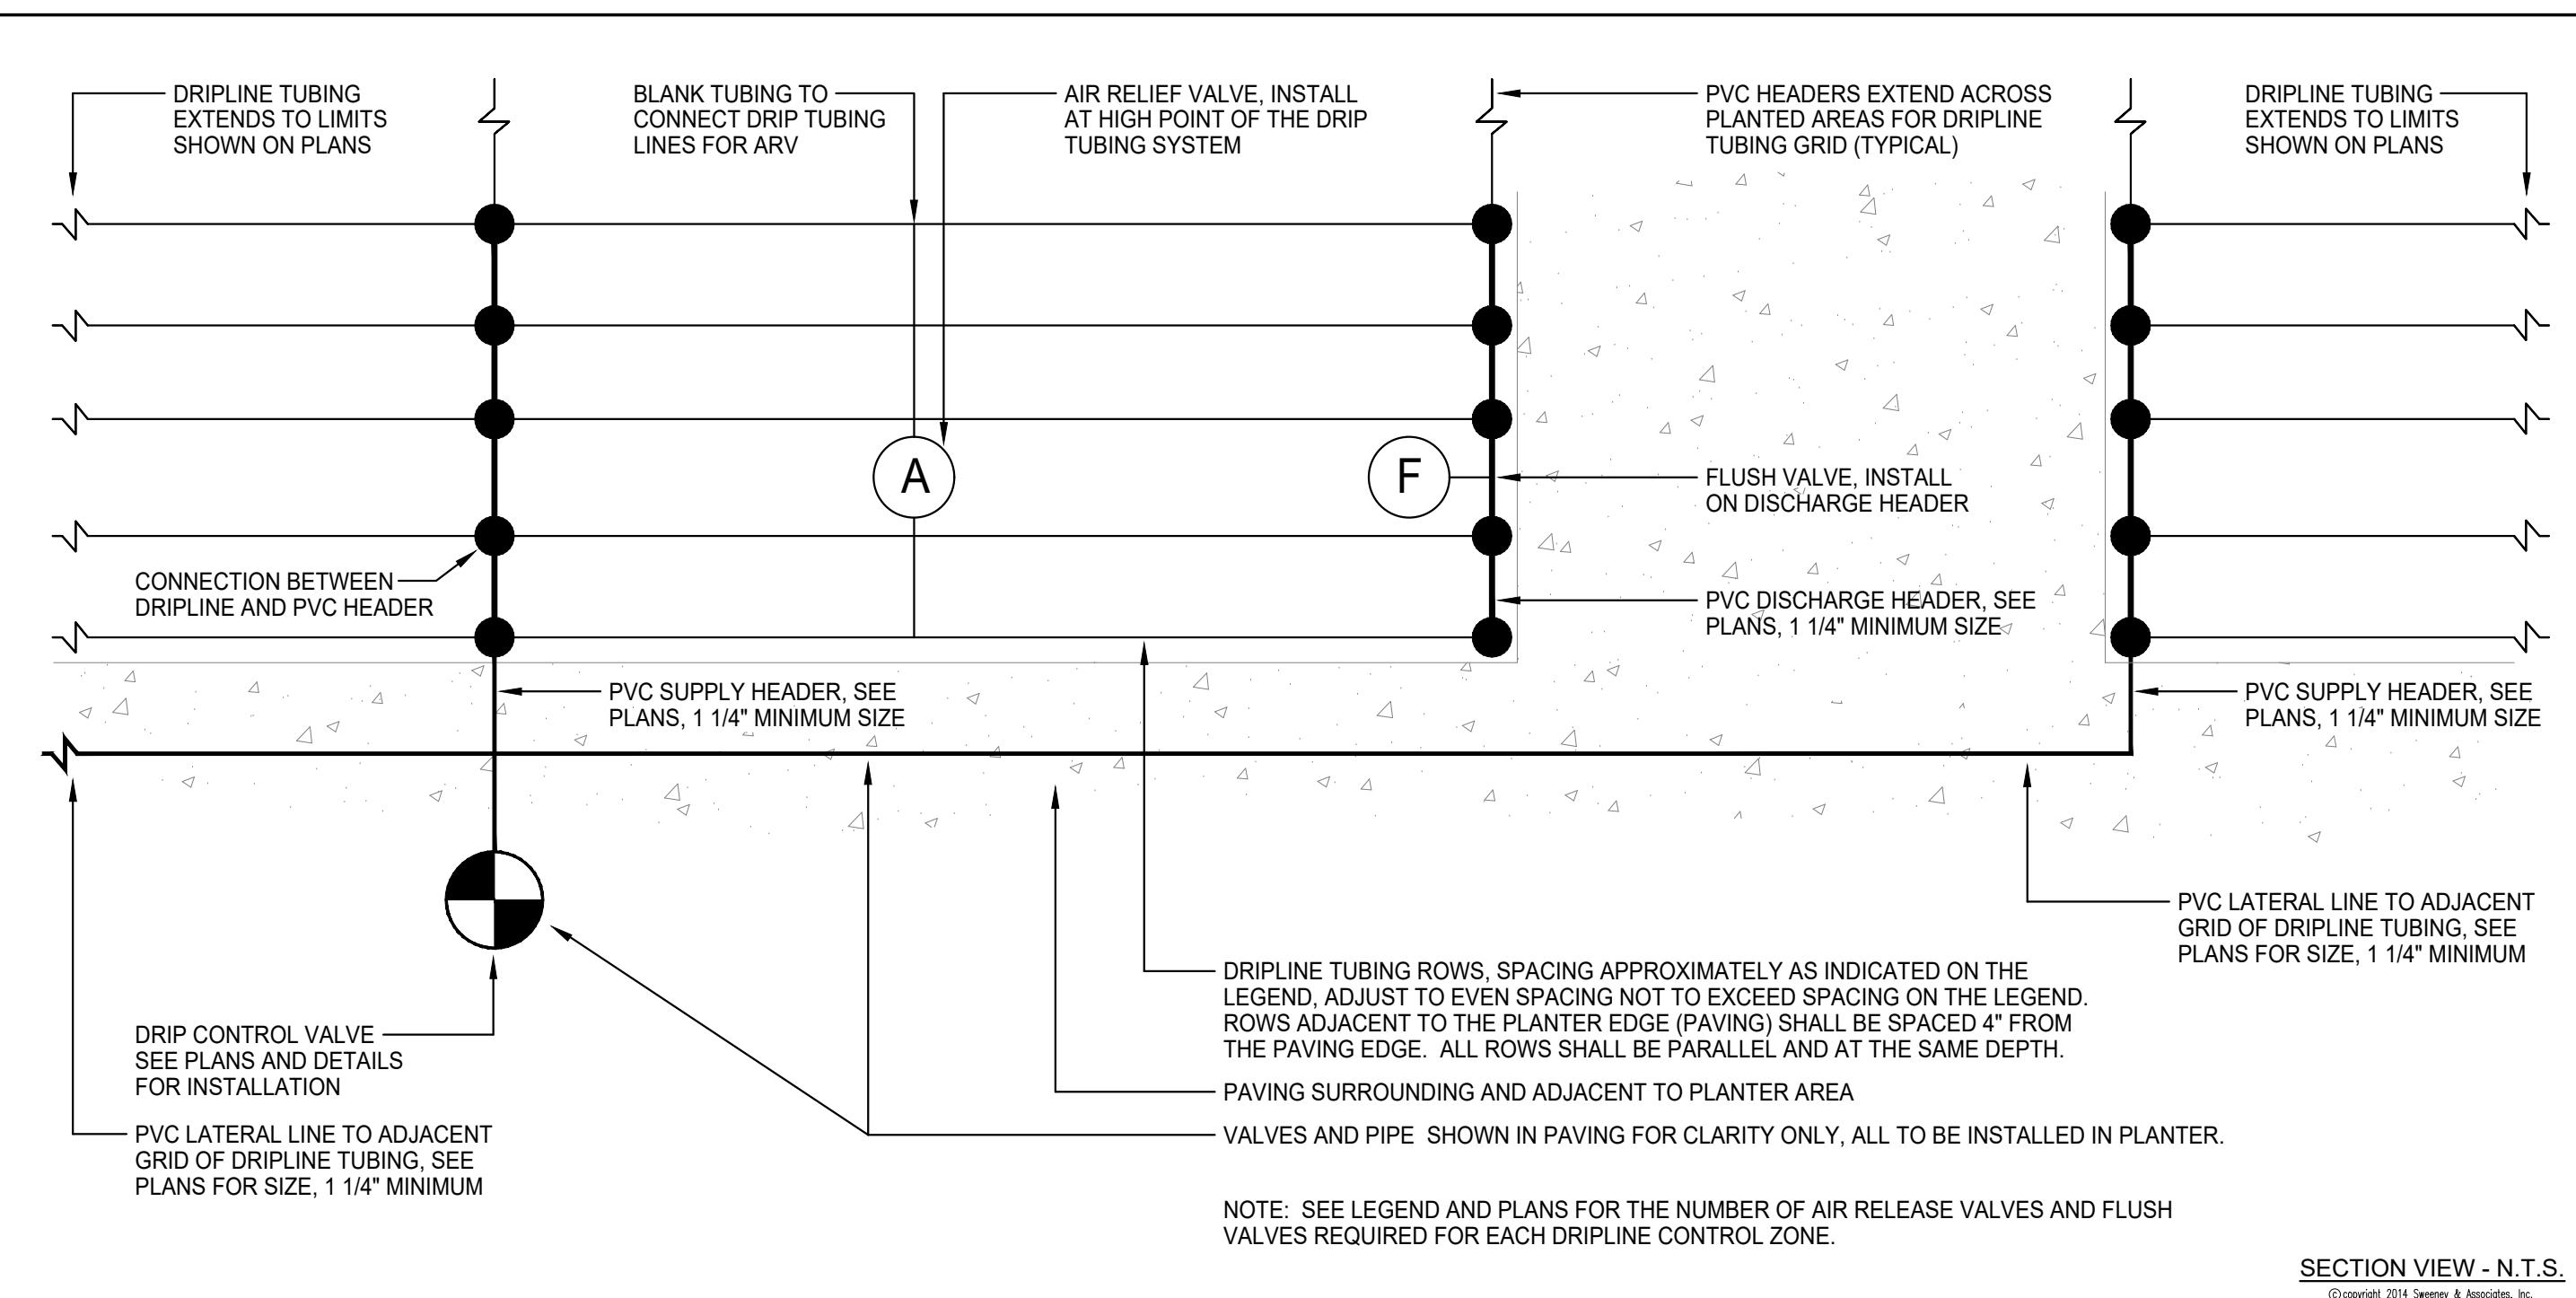 DRIPLINE TUBING
EXTENDS TO LIMITS
SHOWN ON PLANS
BLANK TUBING TO
CONNECT DRIP TUBING
LINES FOR ARV
AIR RELIEF VALVE, INSTALL
AT HIGH POINT OF THE DRIP
TUBING SYSTEM
PVC HEADERS EXTEND ACROSS
PLANTED AREAS FOR DRIPLINE
TUBING GRID (TYPICAL)
DRIPLINE TUBING
EXTENDS TO LIMITS
SHOWN ON PLANS
A
F
FLUSH VALVE, INSTALL
ON DISCHARGE HEADER
CONNECTION BETWEEN
DRIPLINE AND PVC HEADER
PVC DISCHARGE HEADER, SEE
PLANS, 1 1/4" MINIMUM SIZE
PVC SUPPLY HEADER, SEE
PLANS, 1 1/4" MINIMUM SIZE
PVC SUPPLY HEADER, SEE
PLANS, 1 1/4" MINIMUM SIZE
PVC LATERAL LINE TO ADJACENT
GRID OF DRIPLINE TUBING, SEE
PLANS FOR SIZE, 1 1/4" MINIMUM
DRIPLINE TUBING ROWS, SPACING APPROXIMATELY AS INDICATED ON THE
LEGEND, ADJUST TO EVEN SPACING NOT TO EXCEED SPACING ON THE LEGEND.
ROWS ADJACENT TO THE PLANTER EDGE (PAVING) SHALL BE SPACED 4" FROM
THE PAVING EDGE.  ALL ROWS SHALL BE PARALLEL AND AT THE SAME DEPTH.
DRIP CONTROL VALVE
SEE PLANS AND DETAILS
FOR INSTALLATION
PAVING SURROUNDING AND ADJACENT TO PLANTER AREA
PVC LATERAL LINE TO ADJACENT
GRID OF DRIPLINE TUBING, SEE
PLANS FOR SIZE, 1 1/4" MINIMUM
VALVES AND PIPE  SHOWN IN PAVING FOR CLARITY ONLY, ALL TO BE INSTALLED IN PLANTER.
NOTE:  SEE LEGEND AND PLANS FOR THE NUMBER OF AIR RELEASE VALVES AND FLUSH
VALVES REQUIRED FOR EACH DRIPLINE CONTROL ZONE.
SECTION VIEW - N.T.S.
© copyright 2014 Sweeney & Associates, Inc.